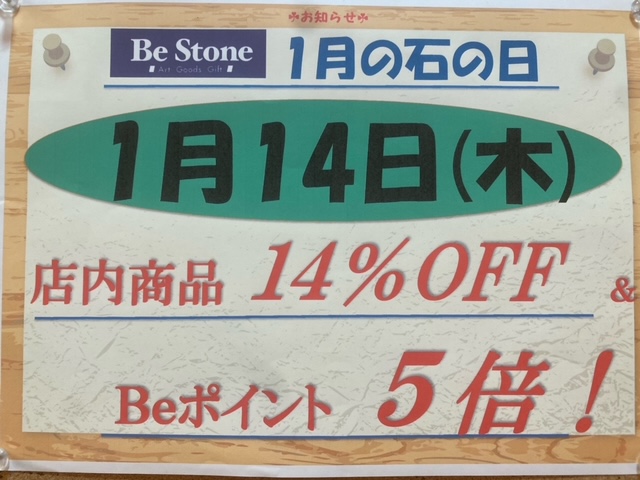 ✤お知らせ✤
Be Stone
Art Goods Gift
1月の石の日
1月14日(木)
店内商品 14%OFF &
Beポイント 5倍!